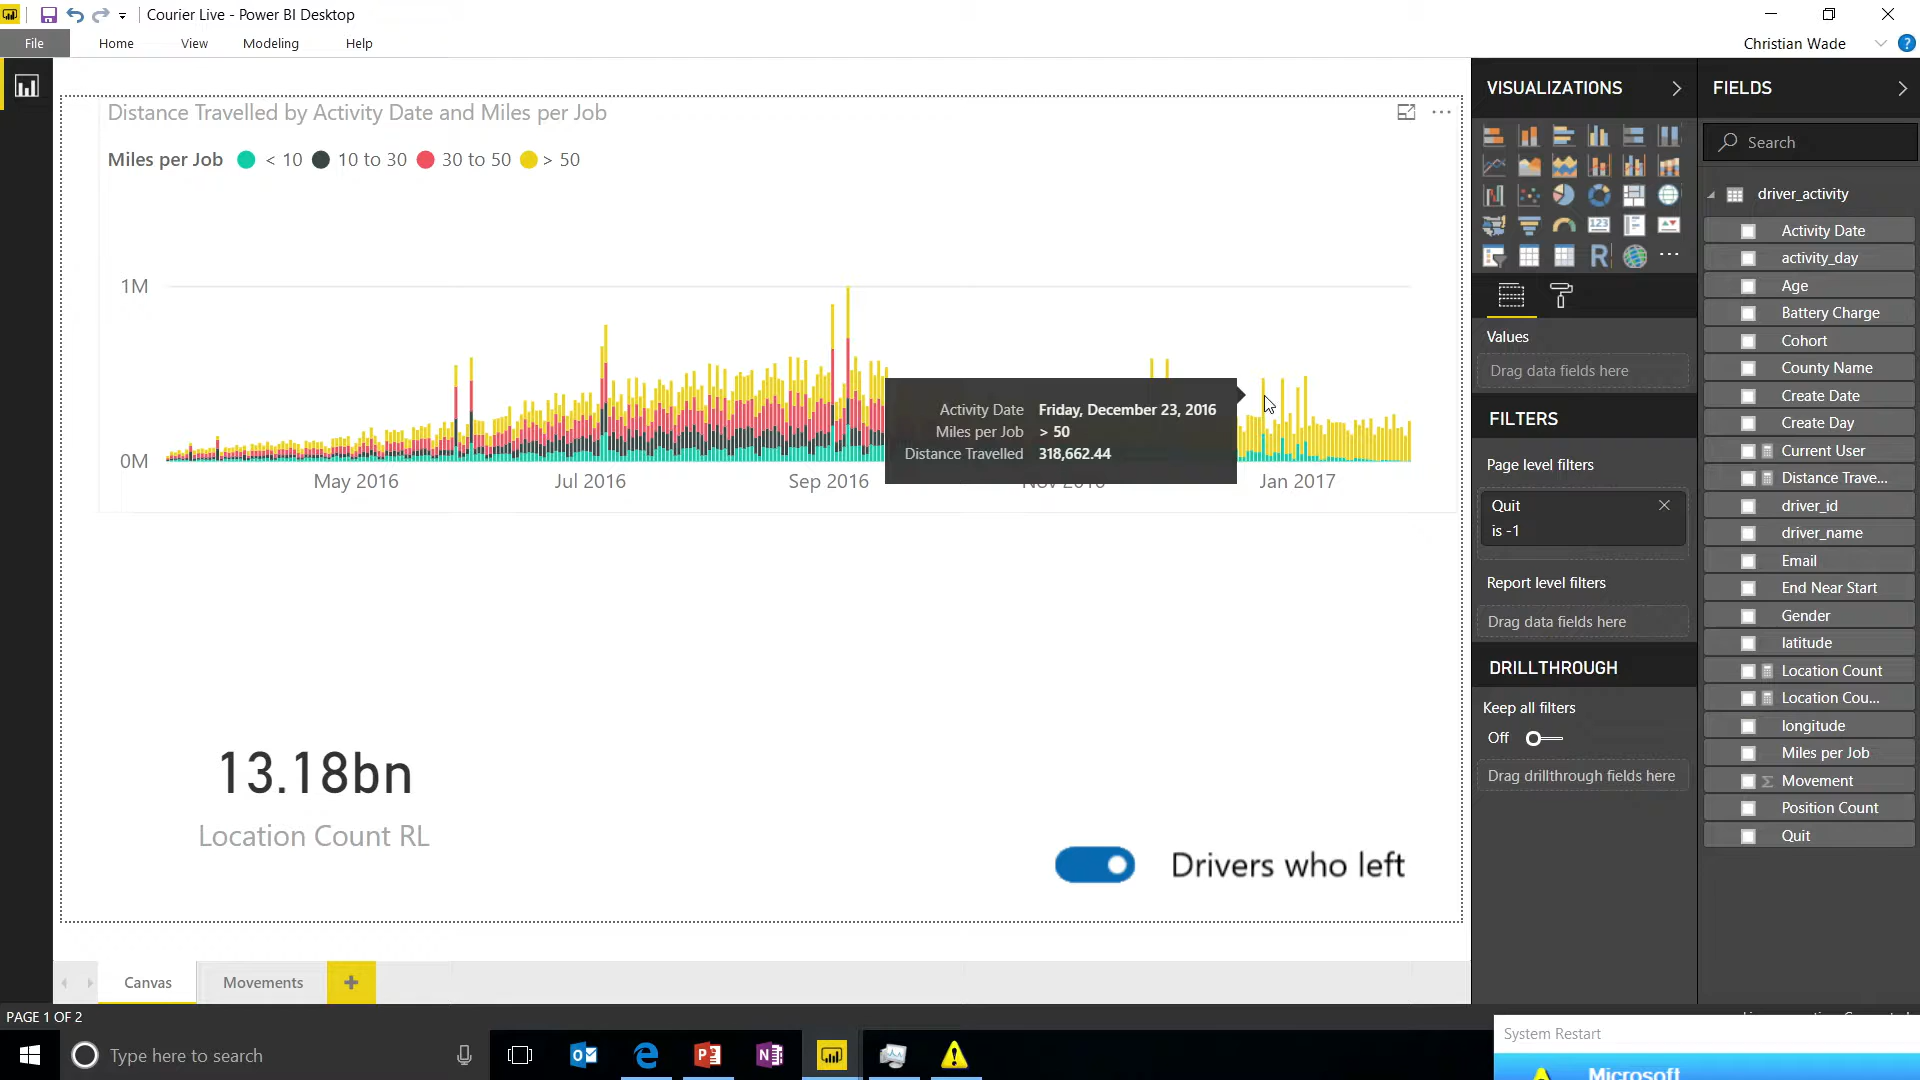 Courier Live - Power BI Desktop
File Home View Modeling Help
Christian Wade
Distance Travelled by Activity Date and Miles per Job
Miles per Job < 10 10 to 30 30 to 50 > 50
1M
0M
May 2016 Jul 2016 Sep 2016 Nov 2016 Jan 2017
Activity Date Friday, December 23, 2016
Miles per Job > 50
Distance Travelled 318,662.44
13.18bn
Location Count RL
Drivers who left
Canvas Movements +
PAGE 1 OF 2
VISUALIZATIONS
123
R
Values
Drag data fields here
FILTERS
Page level filters
Quit
is -1
Report level filters
Drag data fields here
DRILLTHROUGH
Keep all filters
Off
Drag drillthrough fields here
FIELDS
Search
driver_activity
Activity Date
activity_day
Age
Battery Charge
Cohort
County Name
Create Date
Create Day
Current User
Distance Trave...
driver_id
driver_name
Email
End Near Start
Gender
latitude
Location Count
Location Cou...
longitude
Miles per Job
Movement
Position Count
Quit
System Restart
Microsoft
Type here to search